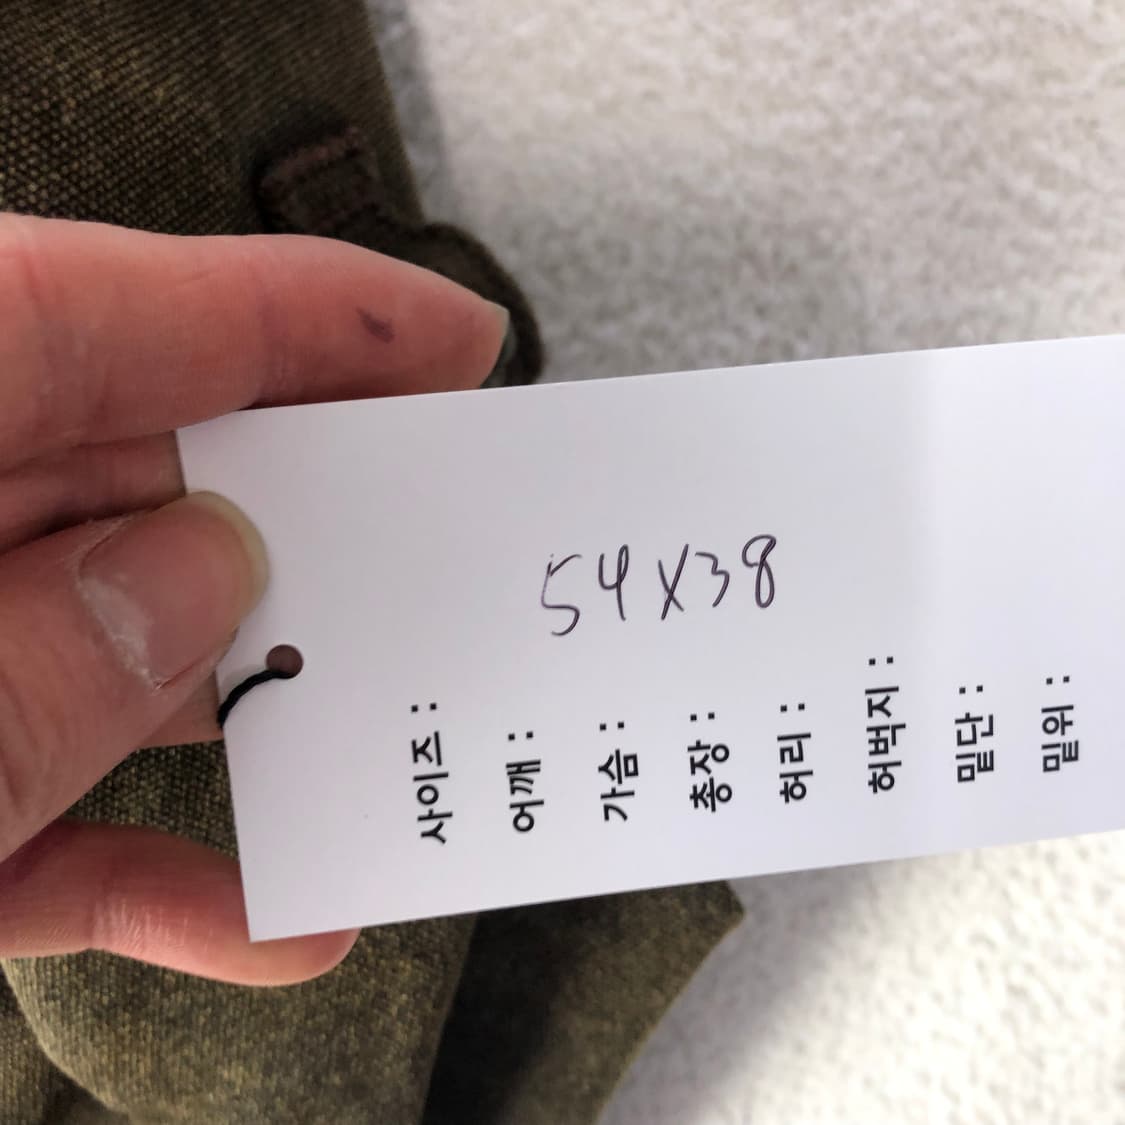 54X38
사이즈 :
어깨 :
가슴 :
총장 :
허리 :
허벅지 :
밑단 :
밑위 :